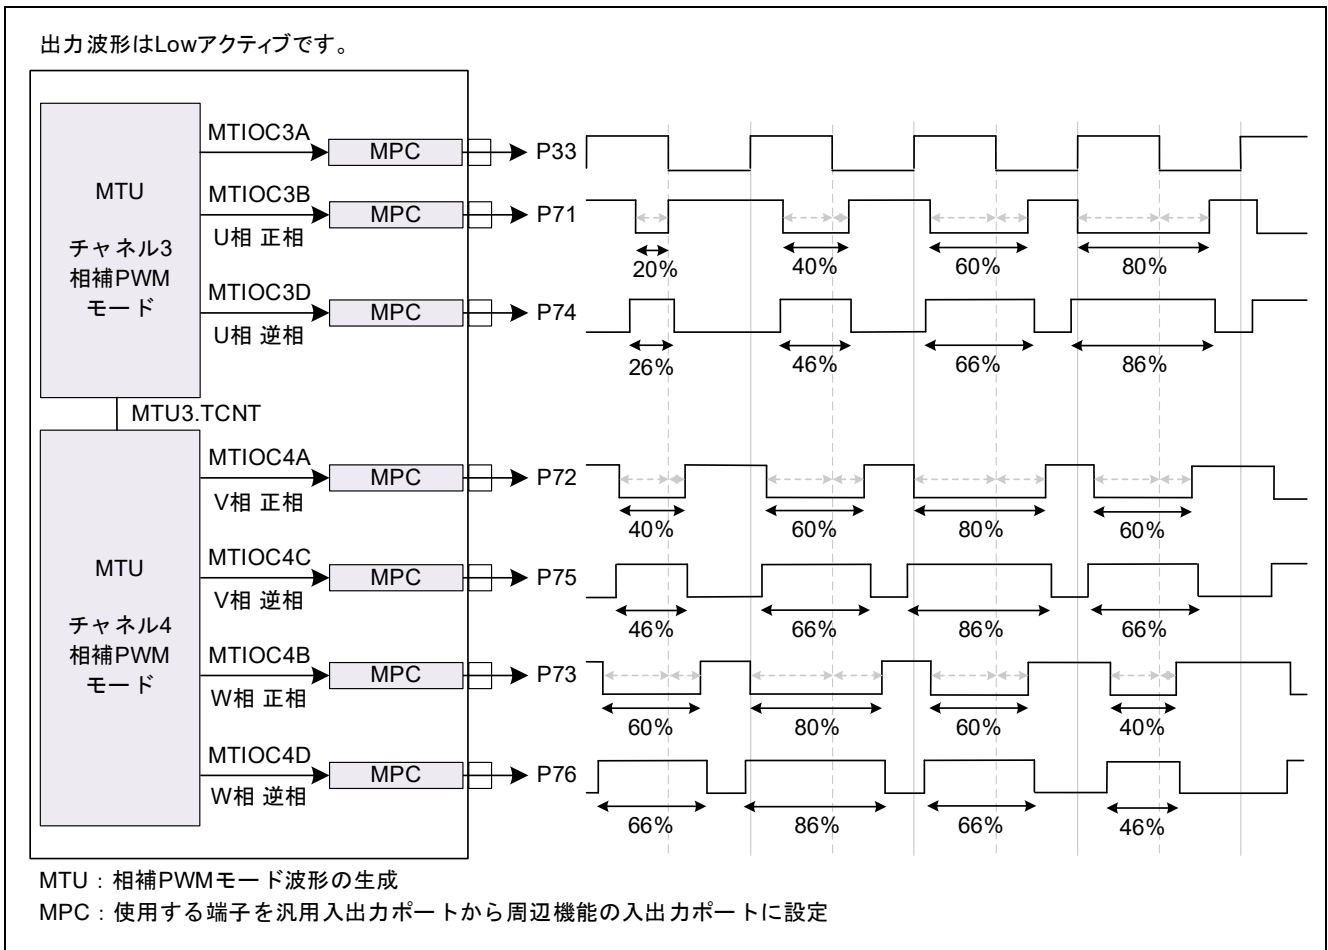 出力波形はLowアクティブです。
MTU
チャネル3
相補PWM
モード
MTIOC3A
MPC
P33
MTIOC3B
U相 正相
MPC
P71
20%
40%
60%
80%
MTIOC3D
U相 逆相
MPC
P74
26%
46%
66%
86%
MTU3.TCNT
MTU
チャネル4
相補PWM
モード
MTIOC4A
V相 正相
MPC
P72
40%
60%
80%
60%
MTIOC4C
V相 逆相
MPC
P75
46%
66%
86%
66%
MTIOC4B
W相 正相
MPC
P73
60%
80%
60%
40%
MTIOC4D
W相 逆相
MPC
P76
66%
86%
66%
46%
MTU：相補PWMモード波形の生成
MPC：使用する端子を汎用入出力ポートから周辺機能の入出力ポートに設定